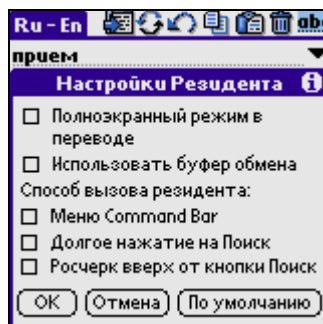 Ru - En
abc
прием
Настройки Резидента
Полноэкранный режим в
переводе
Использовать буфер обмена
Способ вызова резидента:
Меню Command Bar
Долгое нажатие на Поиск
Росчерк вверх от кнопки Поиск
ОК Отмена По умолчанию